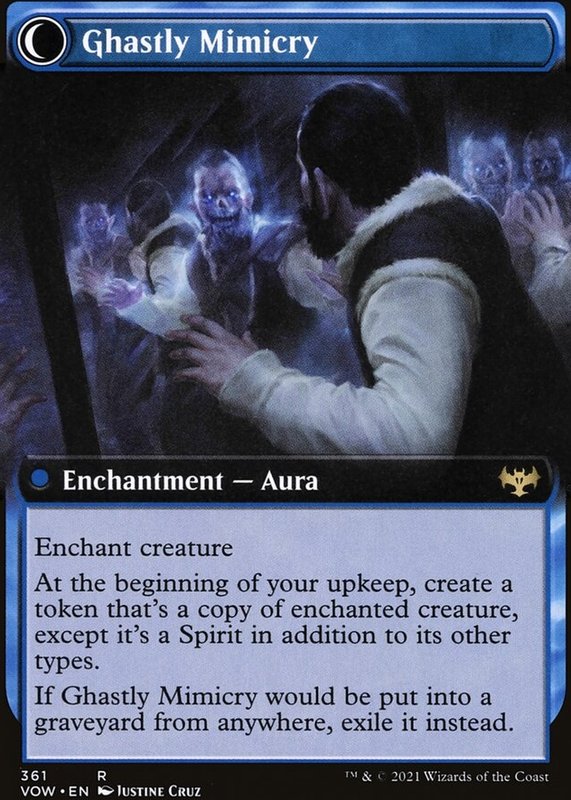 Ghastly Mimicry
Enchantment — Aura
Enchant creature
At the beginning of your upkeep, create a
token that's a copy of enchanted creature,
except it's a Spirit in addition to its other
types.
If Ghastly Mimicry would be put into a
graveyard from anywhere, exile it instead.
361 R
VOW • EN Justine Cruz
™ & © 2021 Wizards of the Coast